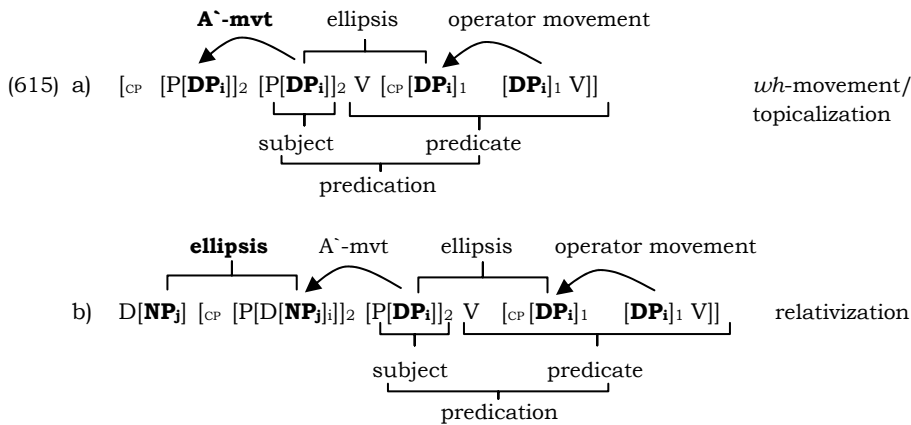 A`-mvt ellipsis operator movement
(615) a) [CP [P[DPi]]2 [P[DPi]]2 V [CP [DPi]1 [DPi]1 V]] wh-movement/
topicalization
subject predicate
predication
ellipsis A`-mvt ellipsis operator movement
b) D[NPj] [CP [P[D[NPj]i]]2 [P[DPi]]2 V [CP [DPi]1 [DPi]1 V]] relativization
subject predicate
predication